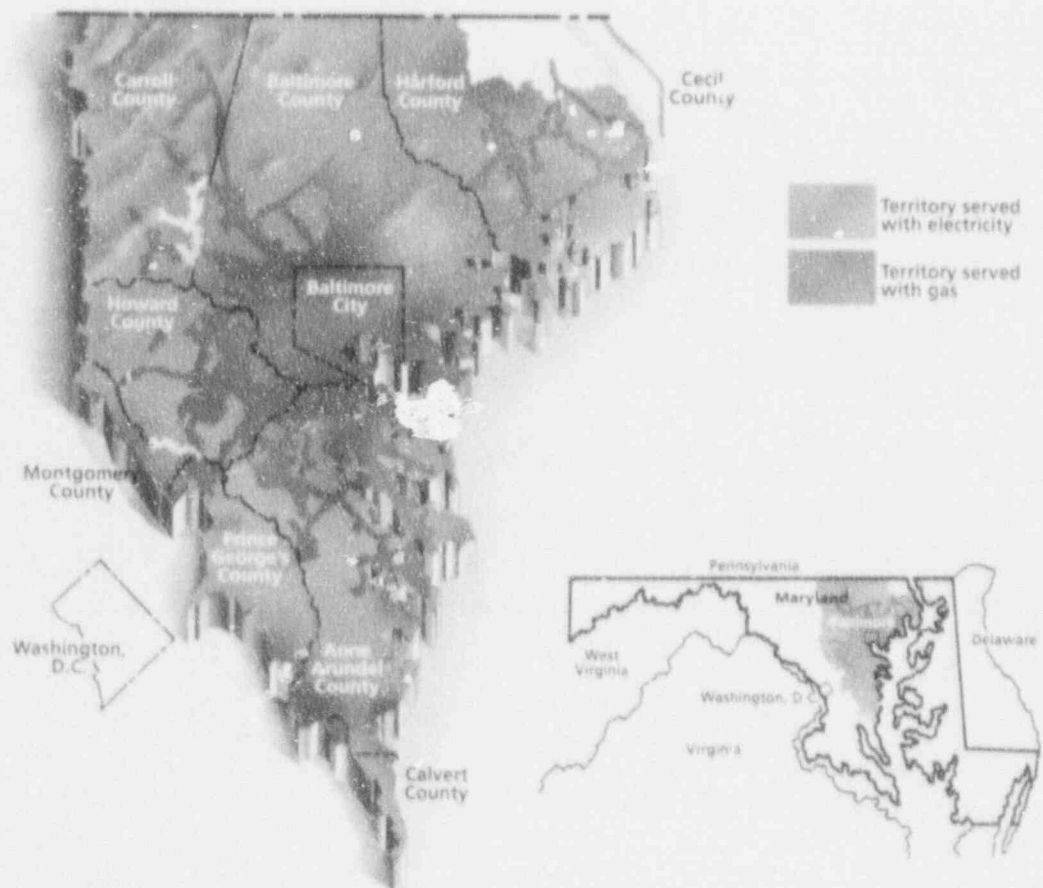 Carroll
County
Baltimore
County
Harford
County
Cecil
County
Territory served
with electricity
Territory served
with gas
Howard
County
Baltimore
City
Montgomery
County
Prince
George's
County
Washington,
D.C.
Anne
Arundel
County
Calvert
County
Pennsylvania
Maryland
Baltimore
Delaware
West
Virginia
Washington, D.C.
Virginia